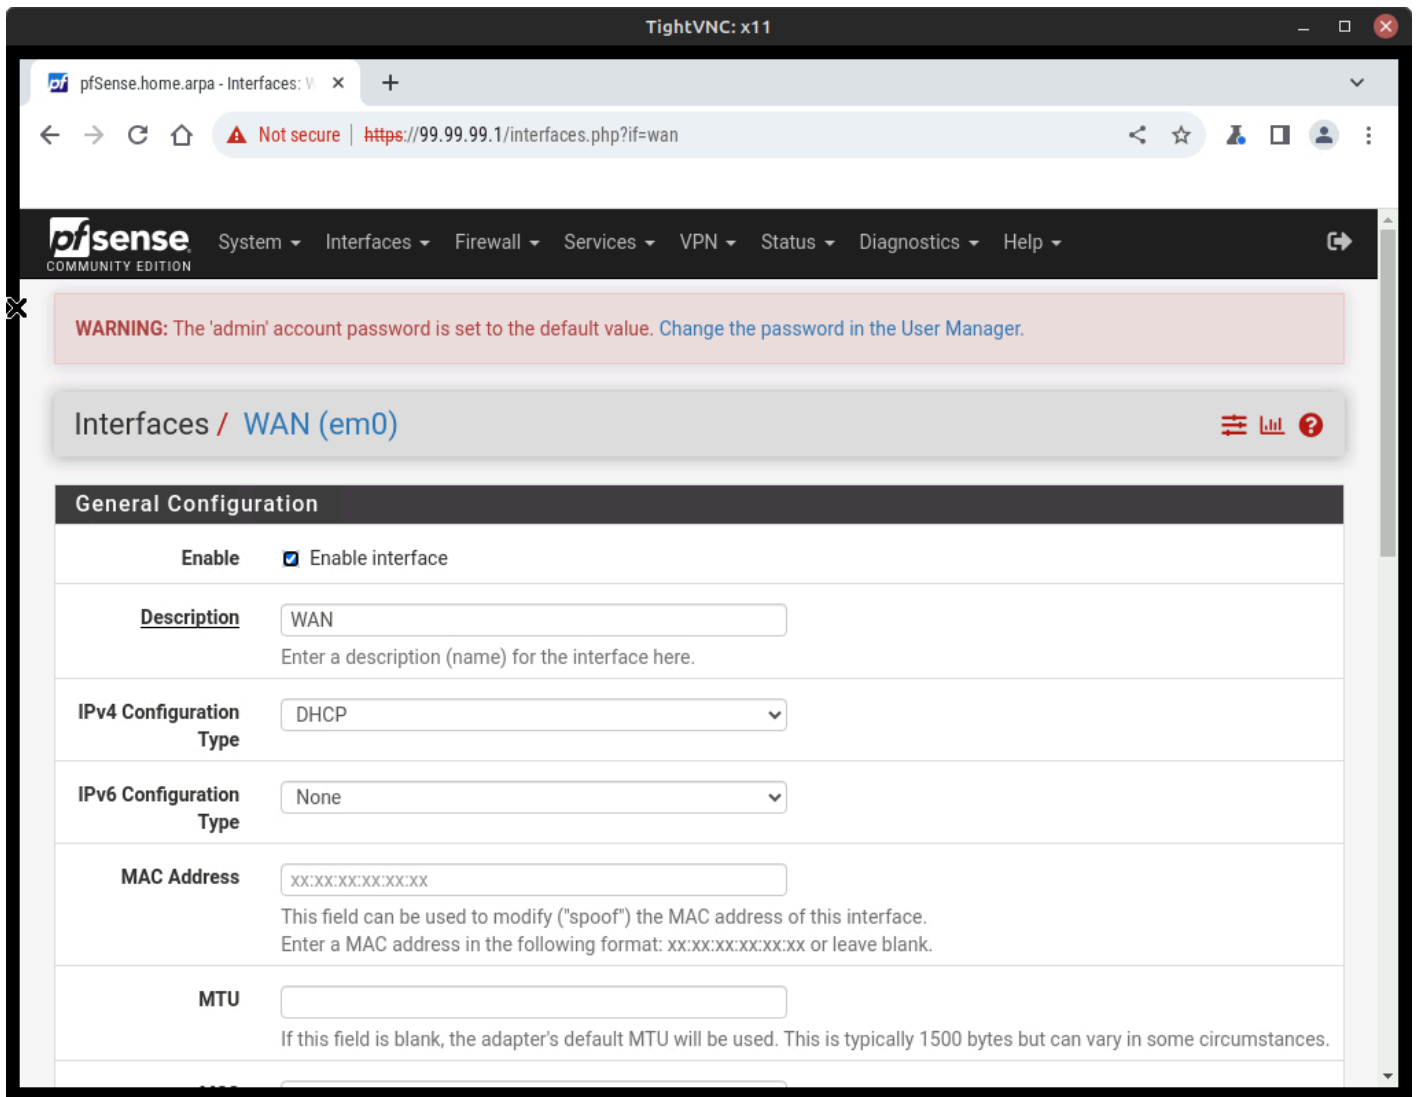 TightVNC: x11
pfSense.home.arpa - Interfaces: W
Not secure https://99.99.99.1/interfaces.php?if=wan
pfsense
COMMUNITY EDITION
System Interfaces Firewall Services VPN Status Diagnostics Help
WARNING: The 'admin' account password is set to the default value. Change the password in the User Manager.
Interfaces / WAN (em0)
General Configuration
Enable Enable interface
Description WAN
Enter a description (name) for the interface here.
IPv4 Configuration Type DHCP
IPv6 Configuration Type None
MAC Address xx:xx:xx:xx:xx:xx
This field can be used to modify ("spoof") the MAC address of this interface.
Enter a MAC address in the following format: xx:xx:xx:xx:xx:xx or leave blank.
MTU
If this field is blank, the adapter's default MTU will be used. This is typically 1500 bytes but can vary in some circumstances.